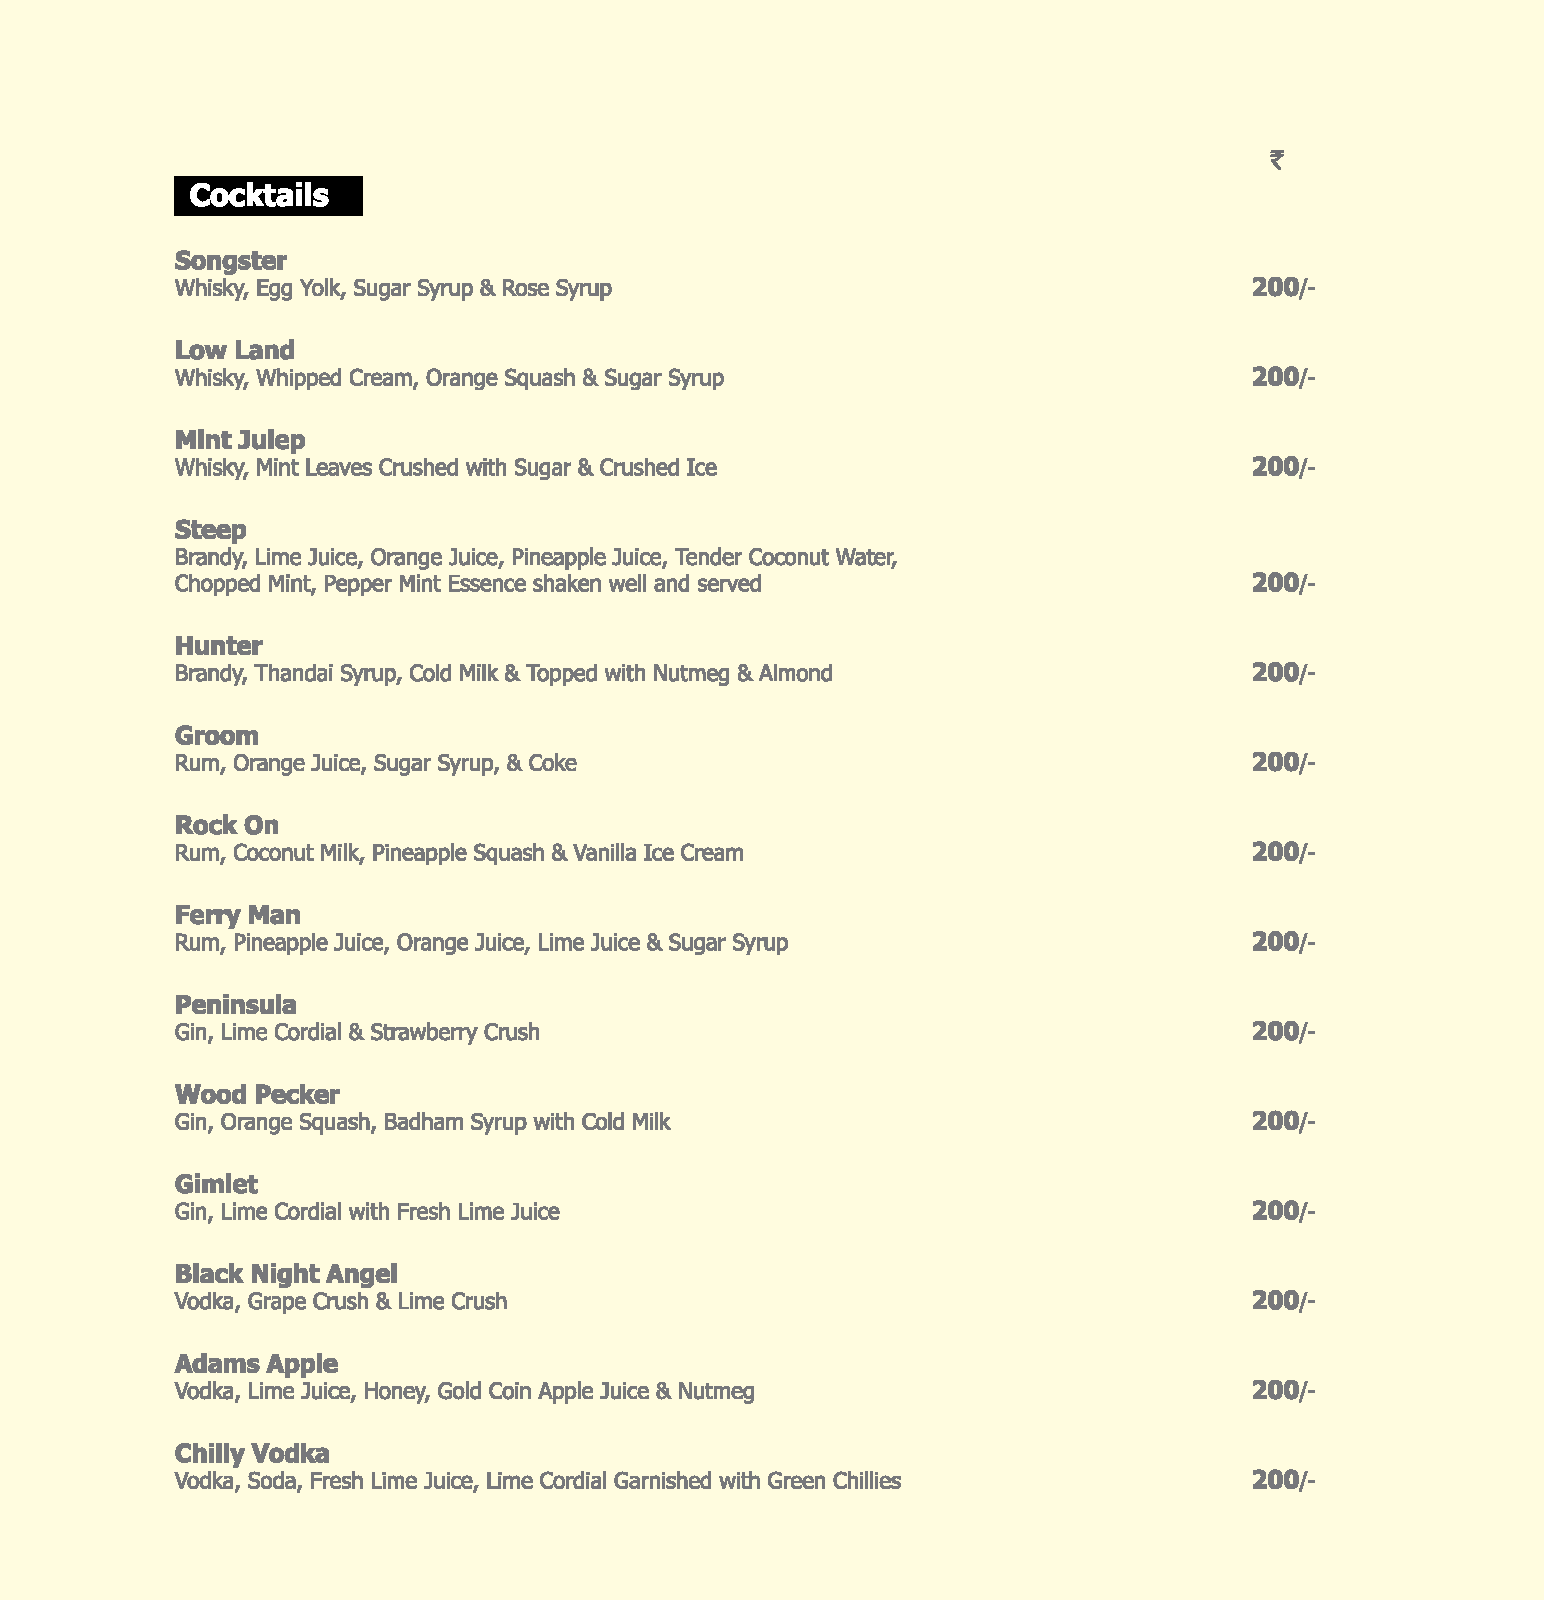 ₹
Cocktails
Songster
Whisky, Egg Yolk, Sugar Syrup & Rose Syrup 200/-
Low Land
Whisky, Whipped Cream, Orange Squash & Sugar Syrup 200/-
Mint Julep
Whisky, Mint Leaves Crushed with Sugar & Crushed Ice 200/-
Steep
Brandy, Lime Juice, Orange Juice, Pineapple Juice, Tender Coconut Water,
Chopped Mint, Pepper Mint Essence shaken well and served 200/-
Hunter
Brandy, Thandai Syrup, Cold Milk & Topped with Nutmeg & Almond 200/-
Groom
Rum, Orange Juice, Sugar Syrup, & Coke 200/-
Rock On
Rum, Coconut Milk, Pineapple Squash & Vanilla Ice Cream 200/-
Ferry Man
Rum, Pineapple Juice, Orange Juice, Lime Juice & Sugar Syrup 200/-
Peninsula
Gin, Lime Cordial & Strawberry Crush 200/-
Wood Pecker
Gin, Orange Squash, Badham Syrup with Cold Milk 200/-
Gimlet
Gin, Lime Cordial with Fresh Lime Juice 200/-
Black Night Angel
Vodka, Grape Crush & Lime Crush 200/-
Adams Apple
Vodka, Lime Juice, Honey, Gold Coin Apple Juice & Nutmeg 200/-
Chilly Vodka
Vodka, Soda, Fresh Lime Juice, Lime Cordial Garnished with Green Chillies 200/-